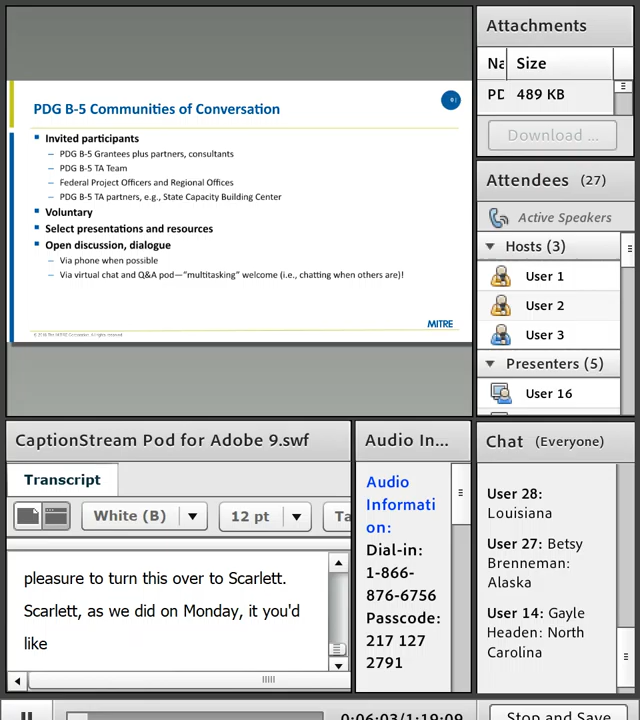 PDG B-5 Communities of Conversation
Invited participants
– PDG B-5 Grantees plus partners, consultants
– PDG B-5 TA Team
– Federal Project Officers and Regional Offices
– PDG B-5 TA partners, e.g., State Capacity Building Center
Voluntary
Select presentations and resources
Open discussion, dialogue
– Via phone when possible
– Via virtual chat and Q&A pod—"multitasking" welcome (i.e., chatting when others are)!
MITRE
Attachments
Na Size
PD 489 KB
Download ...
Attendees (27)
Active Speakers
Hosts (3)
User 1
User 2
User 3
Presenters (5)
User 16
CaptionStream Pod for Adobe 9.swf
Transcript
White (B) 12 pt Ta
pleasure to turn this over to Scarlett.
Scarlett, as we did on Monday, it you'd
like
Audio In...
Audio
Informati
on:
Dial-in:
1-866-
876-6756
Passcode:
217 127
2791
Chat (Everyone)
User 28:
Louisiana
User 27: Betsy
Brenneman:
Alaska
User 14: Gayle
Headen: North
Carolina
0:06:03/1:19:09
Stop and Save